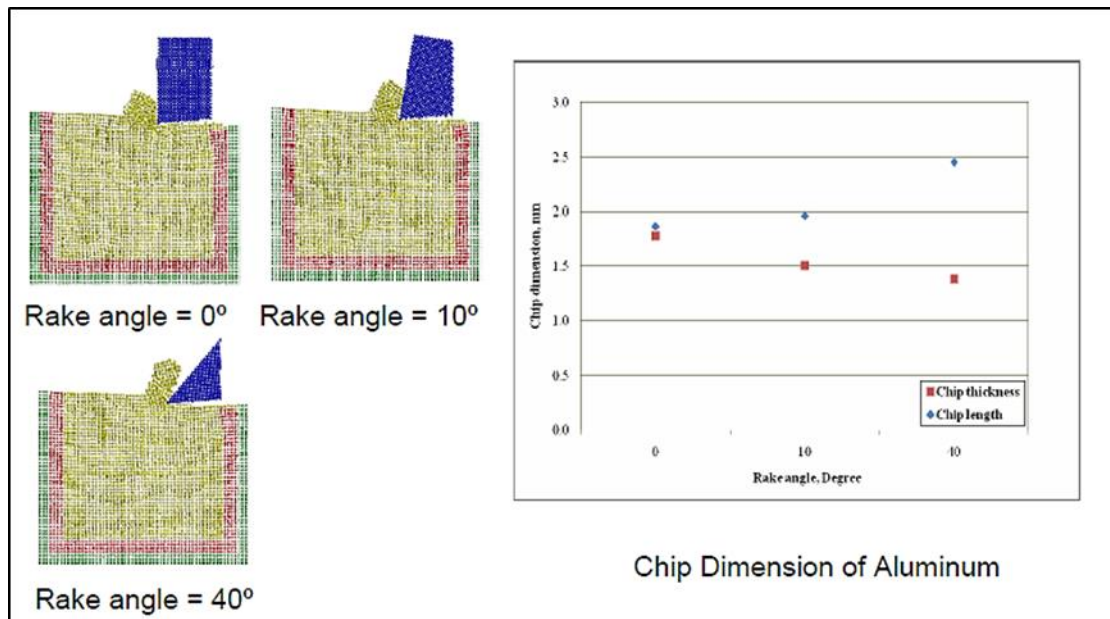 Rake angle = 0º
Rake angle = 10º
Rake angle = 40º
3.0
2.5
2.0
1.5
1.0
0.5
0.0
Chip dimension, nm
Chip thickness
Chip length
0
10
40
Rake angle, Degree
Chip Dimension of Aluminum